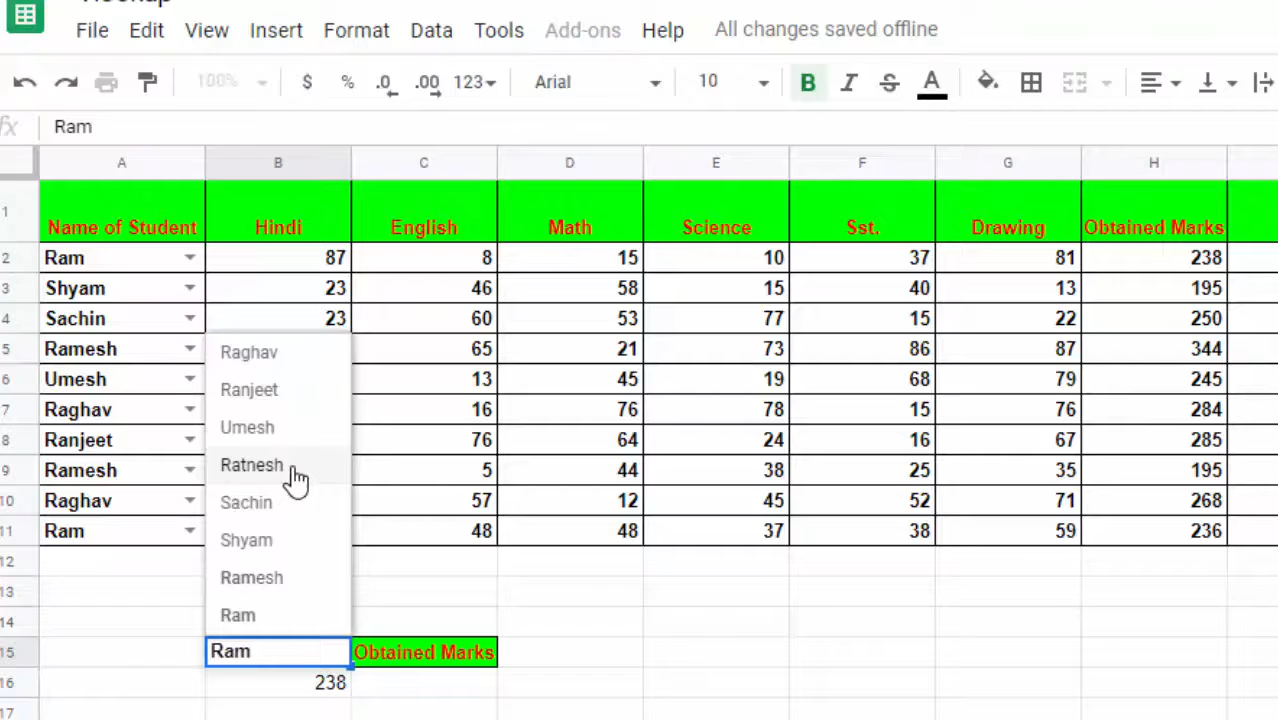 File Edit View Insert Format Data Tools Add-ons Help All changes saved offline
100% $ % .0 .00 123 Arial 10 B I S A
fx Ram
A B C D E F G H
1 Name of Student Hindi English Math Science Sst. Drawing Obtained Marks
2 Ram 87 8 15 10 37 81 238
3 Shyam 23 46 58 15 40 13 195
4 Sachin 23 60 53 77 15 22 250
5 Ramesh 65 21 73 86 87 344
6 Umesh 13 45 19 68 79 245
7 Raghav 16 76 78 15 76 284
8 Ranjeet 76 64 24 16 67 285
9 Ramesh 5 44 38 25 35 195
10 Raghav 57 12 45 52 71 268
11 Ram 48 48 37 38 59 236
12
13
14
Raghav
Ranjeet
Umesh
Ratnesh
Sachin
Shyam
Ramesh
Ram
15 Ram Obtained Marks
16 238
17